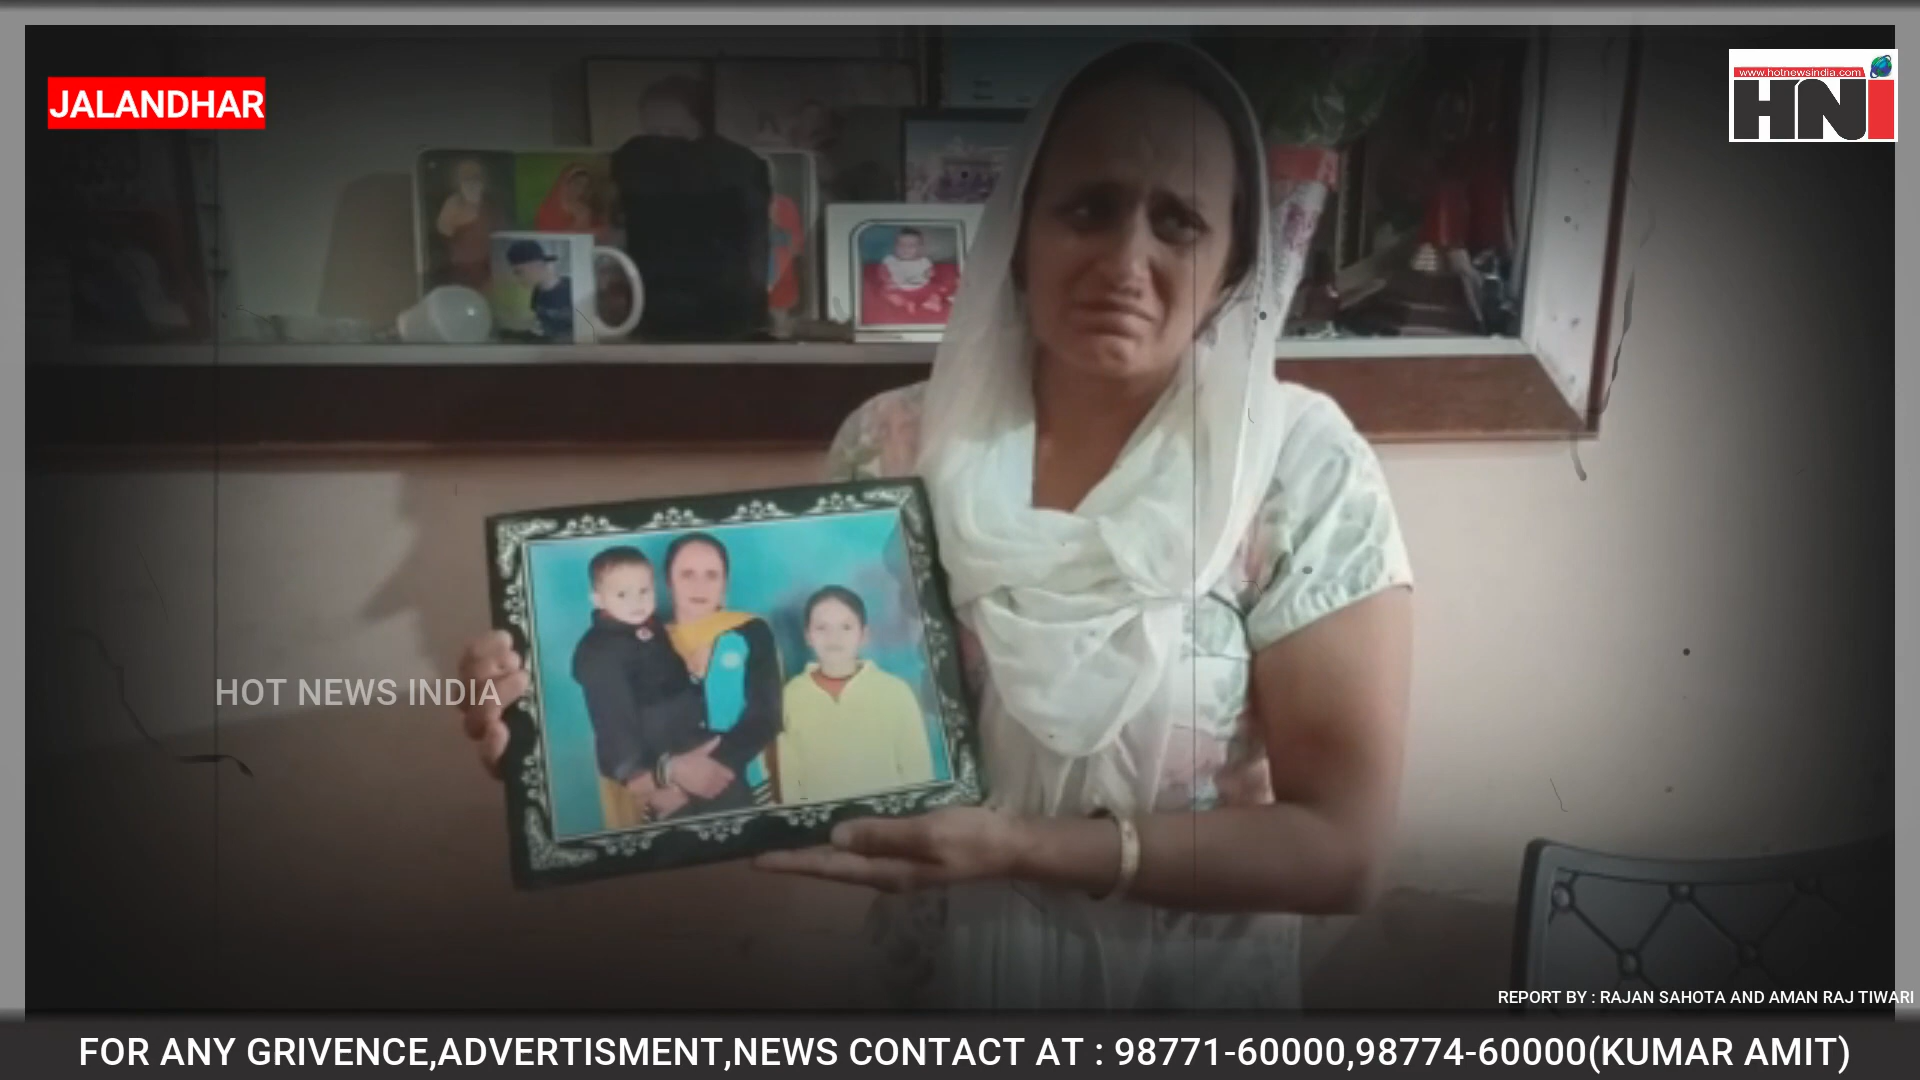 JALANDHAR
www.hotnewsindia.com
HNI
HOT NEWS INDIA
REPORT BY : RAJAN SAHOTA AND AMAN RAJ TIWARI
FOR ANY GRIVENCE,ADVERTISMENT,NEWS CONTACT AT : 98771-60000,98774-60000(KUMAR AMIT)